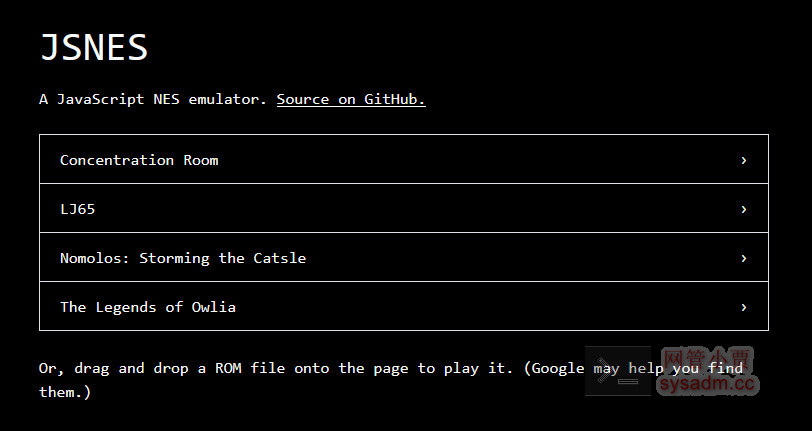 JSNES
A JavaScript NES emulator. Source on GitHub.
Concentration Room ›
LJ65 ›
Nomolos: Storming the Catsle ›
The Legends of Owlia ›
Or, drag and drop a ROM file onto the page to play it. (Google may help you find
them.)
网管小贾
sysadm.cc